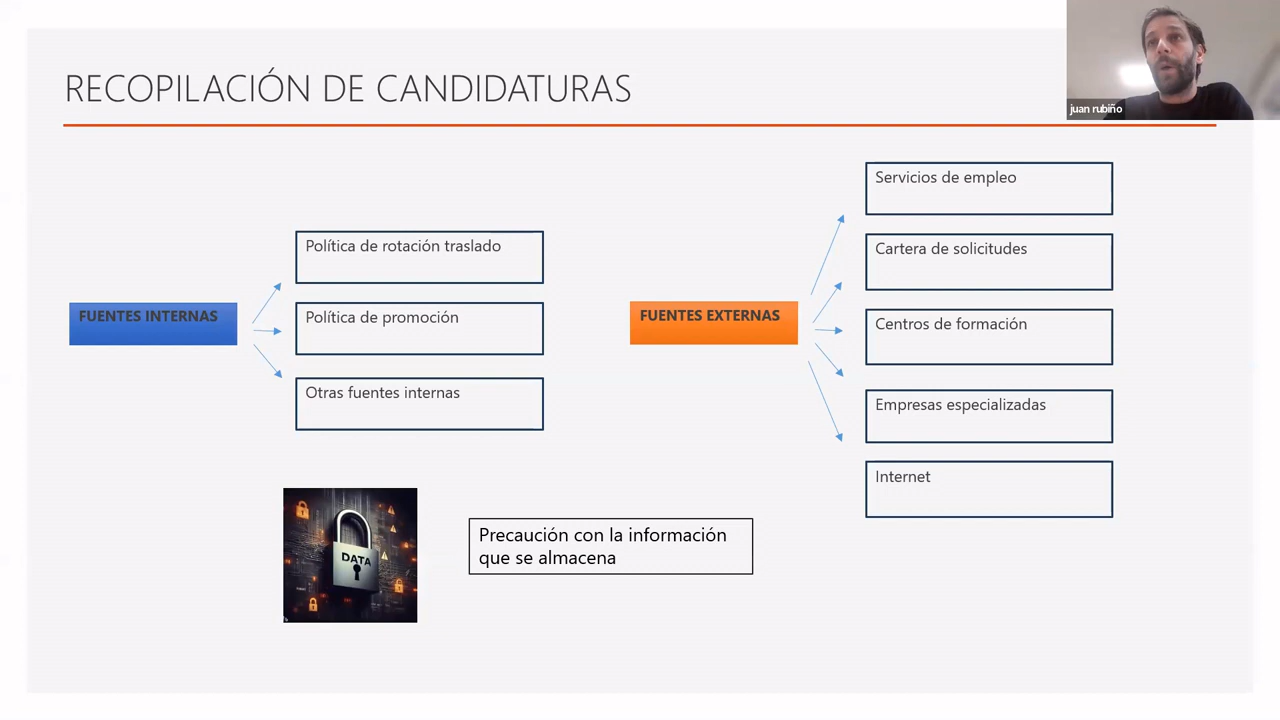 RECOPILACIÓN DE CANDIDATURAS
juan rubiño
FUENTES INTERNAS
Política de rotación traslado
Política de promoción
Otras fuentes internas
FUENTES EXTERNAS
Servicios de empleo
Cartera de solicitudes
Centros de formación
Empresas especializadas
Internet
DATA
Precaución con la información
que se almacena